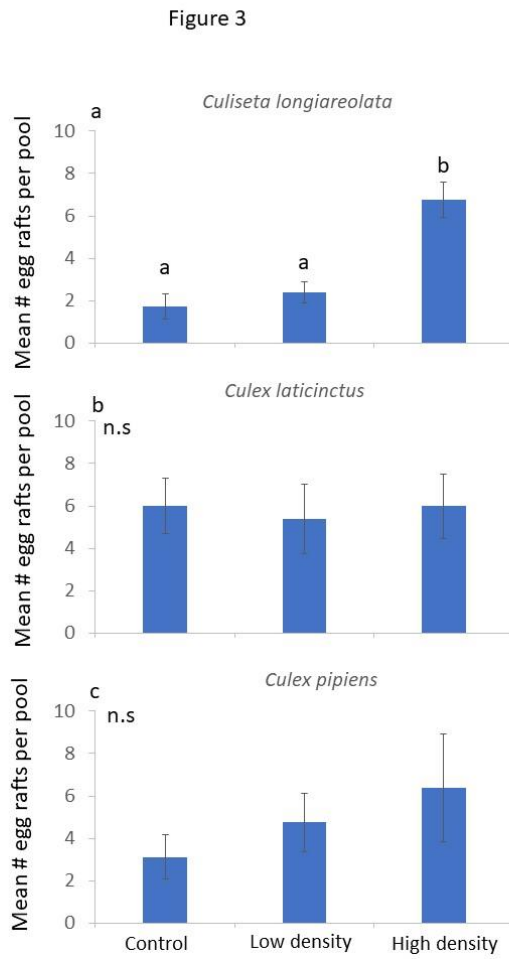 Figure 3
a
Culiseta longiareolata
Mean # egg rafts per pool
10
8
6
4
2
0
a
a
b
b
Culex laticinctus
n.s
Mean # egg rafts per pool
10
8
6
4
2
0
c
Culex pipiens
n.s
Mean # egg rafts per pool
10
8
6
4
2
0
Control Low density High density